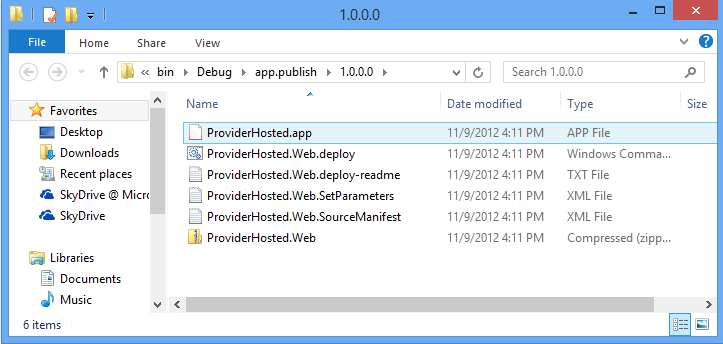 1.0.0.0
File Home Share View
« bin Debug app.publish 1.0.0.0 Search 1.0.0.0
Favorites
Desktop
Downloads
Recent places
SkyDrive @ Micr
SkyDrive
Libraries
Documents
Music
Name Date modified Type Size
ProviderHosted.app 11/9/2012 4:11 PM APP File
ProviderHosted.Web.deploy 11/9/2012 4:11 PM Windows Comma...
ProviderHosted.Web.deploy-readme 11/9/2012 4:11 PM TXT File
ProviderHosted.Web.SetParameters 11/9/2012 4:11 PM XML File
ProviderHosted.Web.SourceManifest 11/9/2012 4:11 PM XML File
ProviderHosted.Web 11/9/2012 4:11 PM Compressed (zipp...
6 items